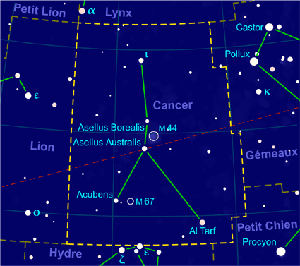 Petit Lion
Lynx
α
Castor
Pollux
ι
κ
ε
Cancer
Asellus Borealis
M 44
Asellus Australis
Lion
Gémeaux
Acubens
M 67
ο
Al Tarf
Petit Chien
Procyon
Hydre
ζ
ε